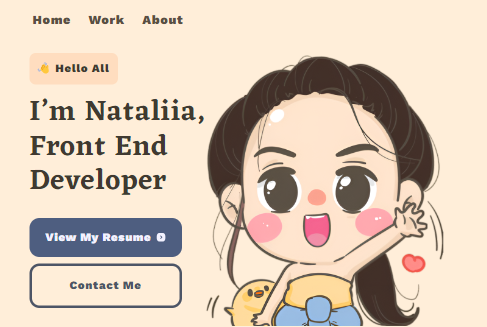 Home Work About
👋 Hello All
I’m Nataliia,
Front End
Developer
View My Resume
Contact Me